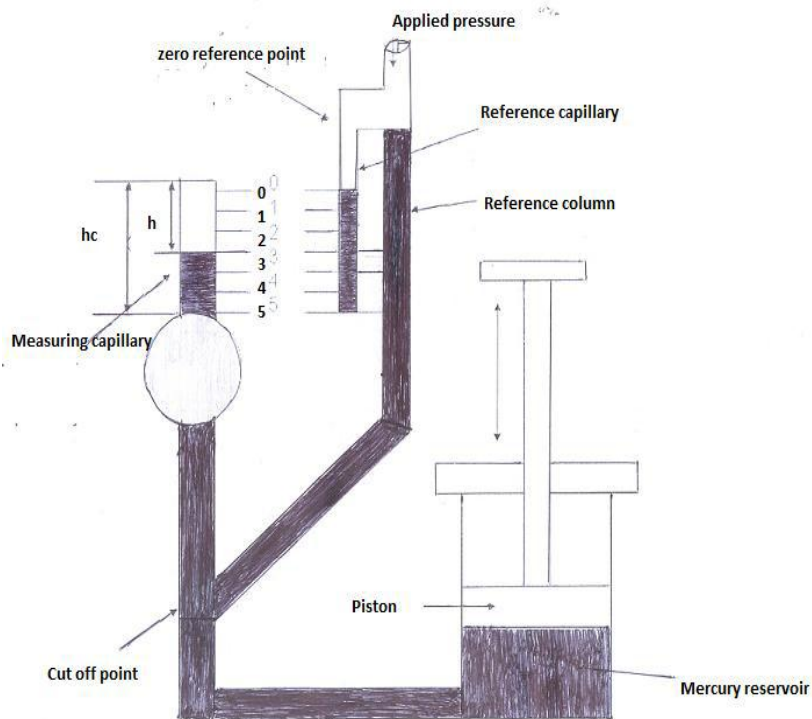 Applied pressure
zero reference point
Reference capillary
0 0
hc
h
1 1
Reference column
2 2
3 3
4 4
5 5
Measuring capillary
Piston
Cut off point
Mercury reservoir